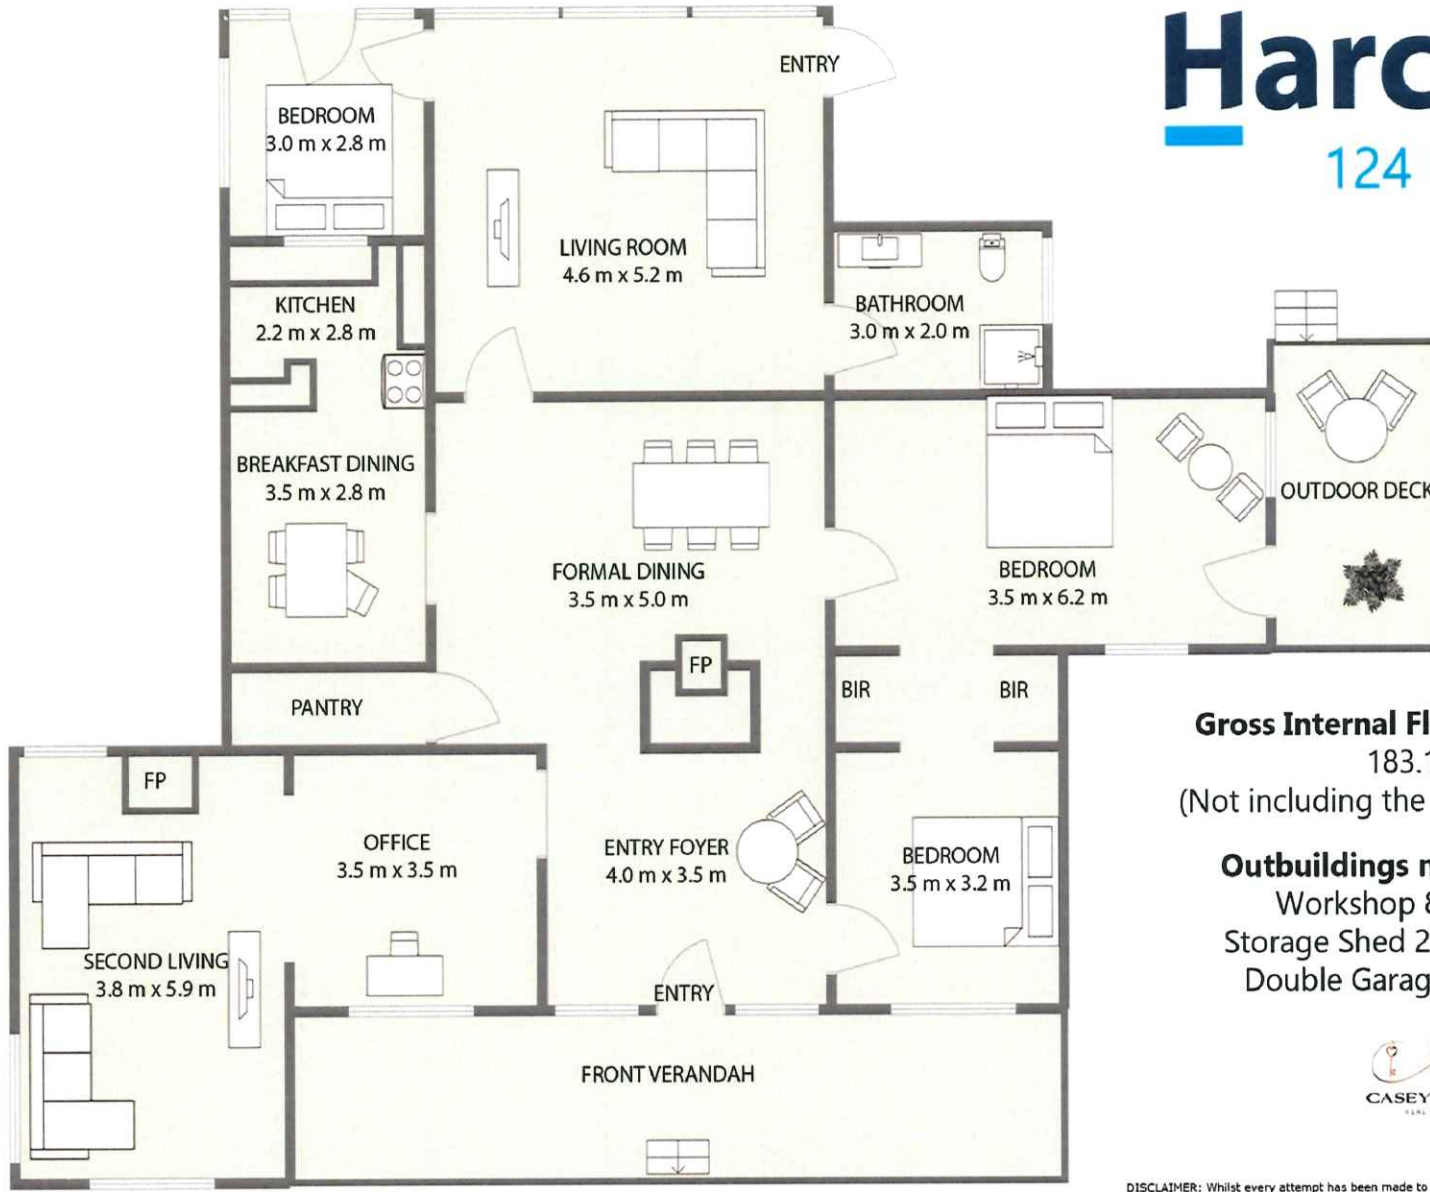 Harc
124
ENTRY
BEDROOM
3.0 m x 2.8 m
LIVING ROOM
4.6 m x 5.2 m
KITCHEN
2.2 m x 2.8 m
BATHROOM
3.0 m x 2.0 m
BREAKFAST DINING
3.5 m x 2.8 m
OUTDOOR DECK
FORMAL DINING
3.5 m x 5.0 m
BEDROOM
3.5 m x 6.2 m
FP
BIR
BIR
PANTRY
Gross Internal Fl
183.1
(Not including the
FP
OFFICE
3.5 m x 3.5 m
ENTRY FOYER
4.0 m x 3.5 m
BEDROOM
3.5 m x 3.2 m
Outbuildings n
Workshop 8
Storage Shed 2
Double Garag
SECOND LIVING
3.8 m x 5.9 m
ENTRY
FRONT VERANDAH
CASEY
REAL
DISCLAIMER: Whilst every attempt has been made to